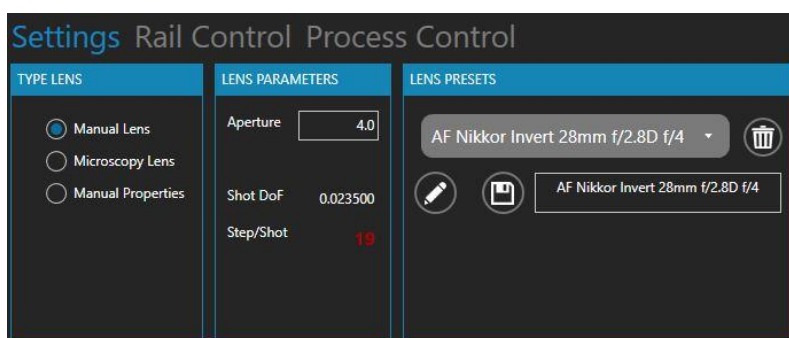 Settings Rail Control Process Control
TYPE LENS
Manual Lens
Microscopy Lens
Manual Properties
LENS PARAMETERS
Aperture 4.0
Shot DoF 0.023500
Step/Shot 19
LENS PRESETS
AF Nikkor Invert 28mm f/2.8D f/4
AF Nikkor Invert 28mm f/2.8D f/4